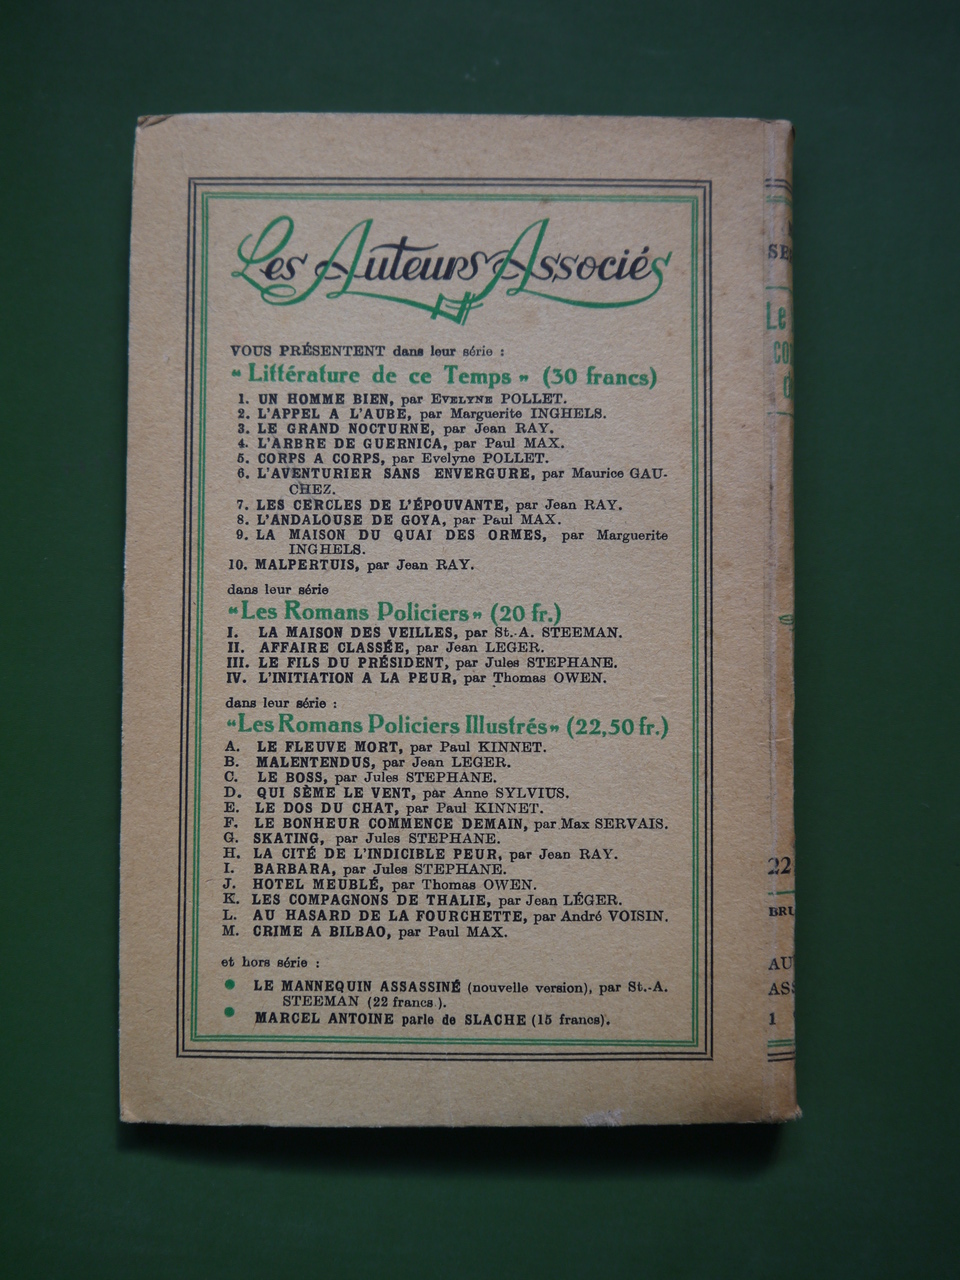 Les Auteurs Associés
VOUS PRÉSENTENT dans leur série :
“ Littérature de ce Temps „ (30 francs)
1. UN HOMME BIEN, par EVELYNE POLLET.
2. L'APPEL A L'AUBE, par Marguerite INGHELS.
3. LE GRAND NOCTURNE, par Jean RAY.
4. L'ARBRE DE GUERNICA, par Paul MAX.
5. CORPS A CORPS, par Evelyne POLLET.
6. L'AVENTURIER SANS ENVERGURE, par Maurice GAU-
CHEZ.
7. LES CERCLES DE L'ÉPOUVANTE, par Jean RAY.
8. L'ANDALOUSE DE GOYA, par Paul MAX.
9. LA MAISON DU QUAI DES ORMES, par Marguerite
INGHELS.
10. MALPERTUIS, par Jean RAY.
dans leur série
“Les Romans Policiers„ (20 fr.)
I. LA MAISON DES VEILLES, par St.-A. STEEMAN.
II. AFFAIRE CLASSÉE, par Jean LEGER.
III. LE FILS DU PRÉSIDENT, par Jules STEPHANE.
IV. L'INITIATION A LA PEUR, par Thomas OWEN.
dans leur série :
“Les Romans Policiers Illustrés„ (22,50 fr.)
A. LE FLEUVE MORT, par Paul KINNET.
B. MALENTENDUS, par Jean LEGER.
C. LE BOSS, par Jules STEPHANE.
D. QUI SÈME LE VENT, par Anne SYLVIUS.
E. LE DOS DU CHAT, par Paul KINNET.
F. LE BONHEUR COMMENCE DEMAIN, par Max SERVAIS.
G. SKATING, par Jules STEPHANE.
H. LA CITÉ DE L'INDICIBLE PEUR, par Jean RAY.
I. BARBARA, par Jules STEPHANE.
J. HOTEL MEUBLÉ, par Thomas OWEN.
K. LES COMPAGNONS DE THALIE, par Jean LÉGER.
L. AU HASARD DE LA FOURCHETTE, par André VOISIN.
M. CRIME A BILBAO, par Paul MAX.
et hors série :
● LE MANNEQUIN ASSASSINÉ (nouvelle version), par St.-A.
STEEMAN (22 francs ).
● MARCEL ANTOINE parle de SLACHE (15 francs).
Le
22
BRU
AU
ASS
1